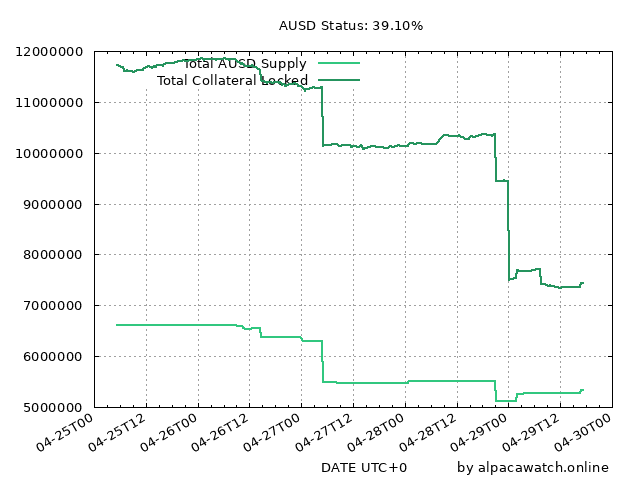 AUSD Status: 39.10%
12000000
11000000
10000000
9000000
8000000
7000000
6000000
5000000
Total AUSD Supply
Total Collateral Locked
04-25T00
04-25T12
04-26T00
04-26T12
04-27T00
04-27T12
04-28T00
04-28T12
04-29T00
04-29T12
04-30T00
DATE UTC+0
by alpacawatch.online